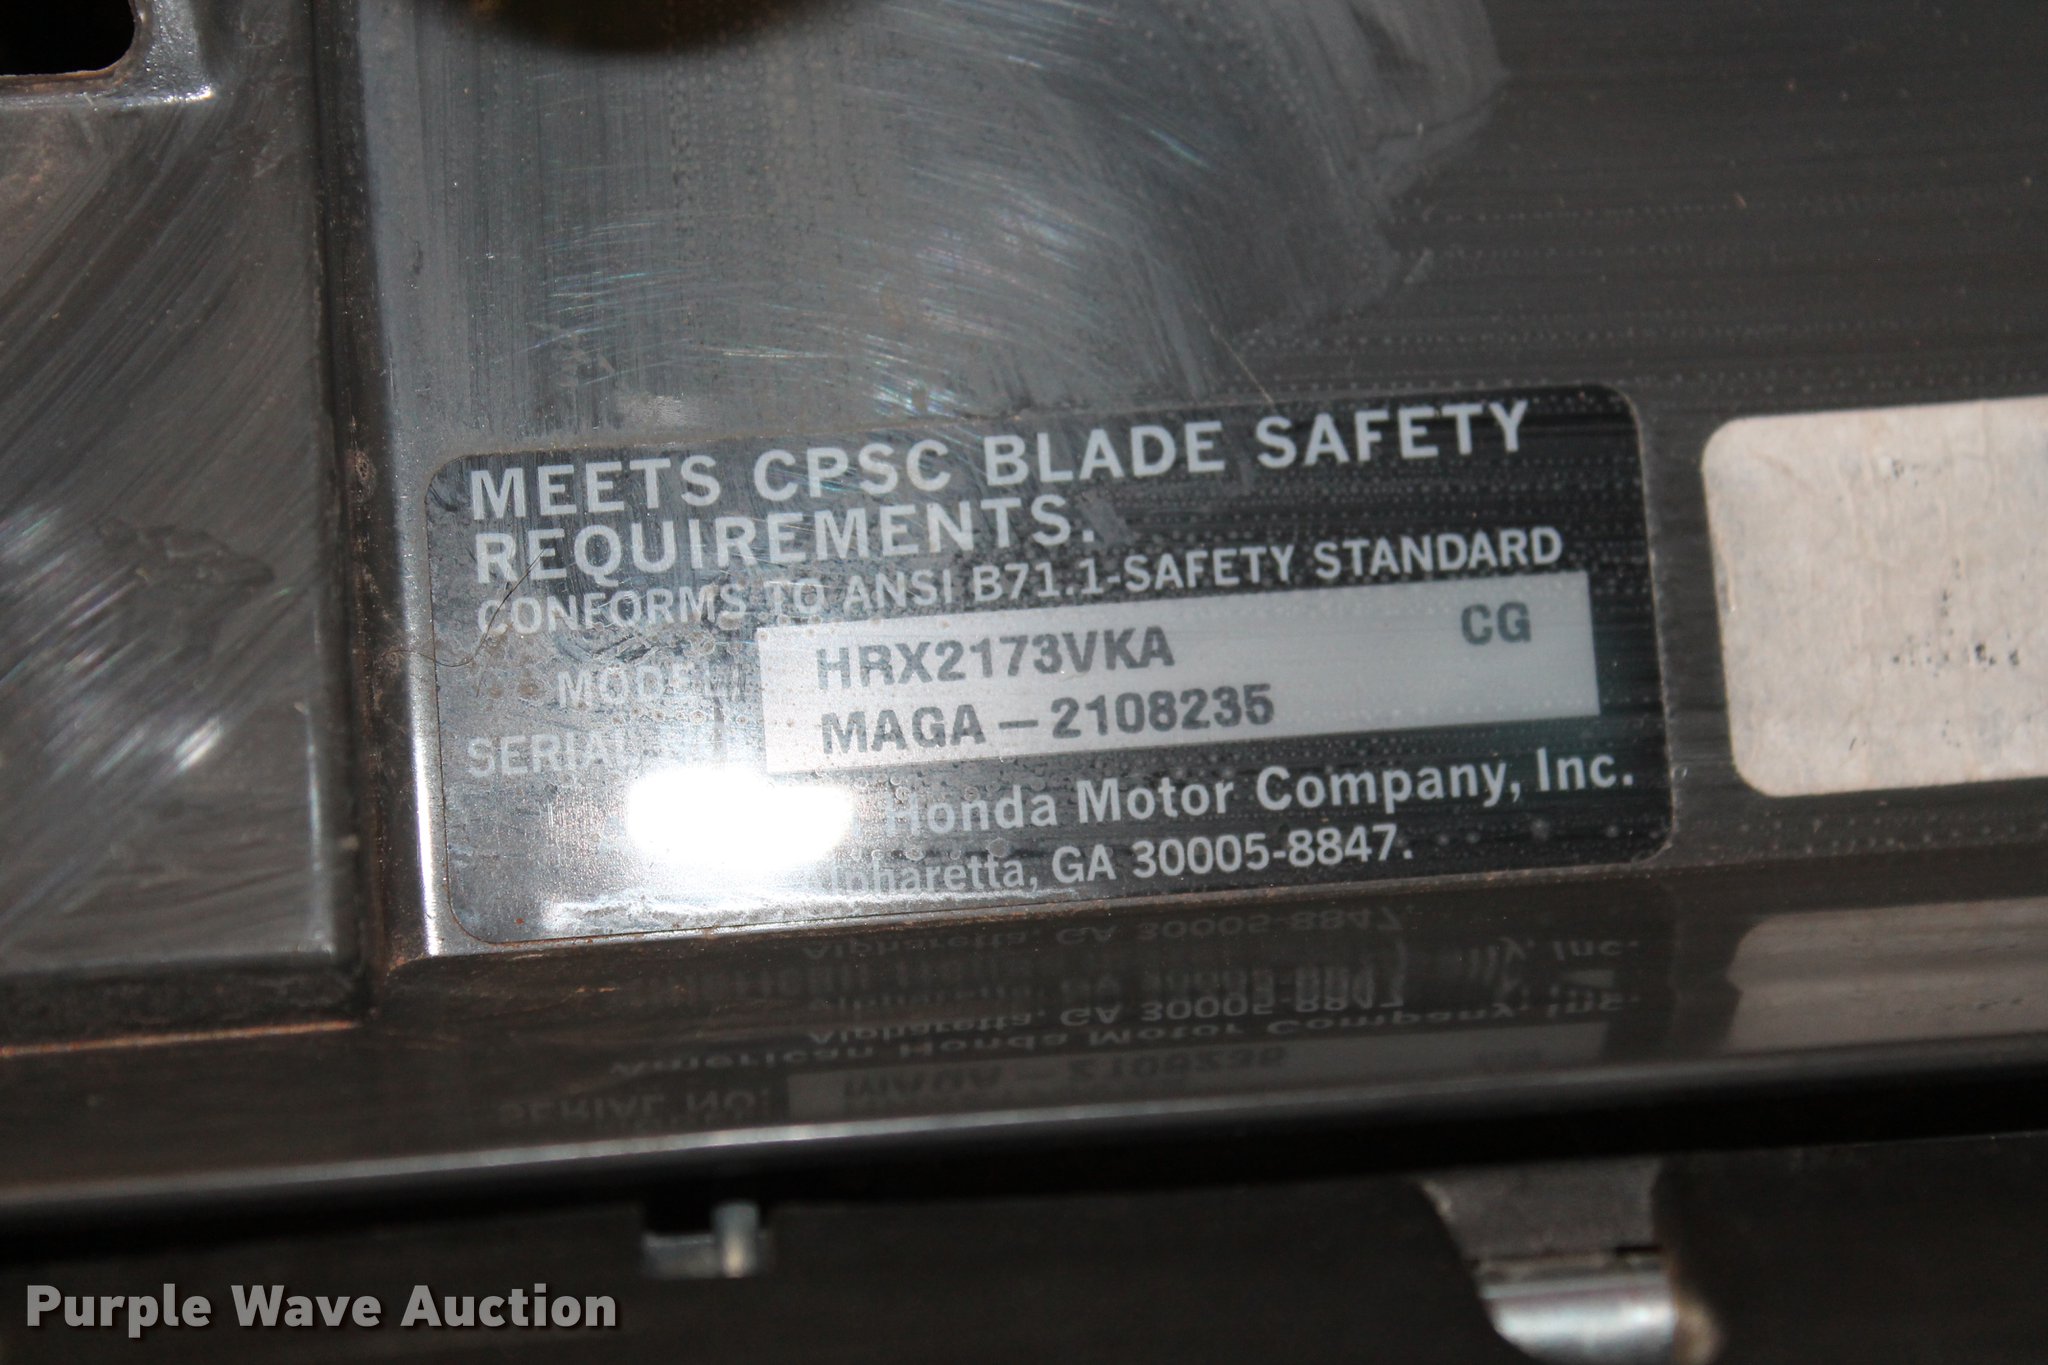 MEETS CPSC BLADE SAFETY
REQUIREMENTS.
CONFORMS TO ANSI B71.1-SAFETY STANDARD
MODEL HRX2173VKA CG
SERIAL MAGA-2108235
Honda Motor Company, Inc.
Alpharetta, GA 30005-8847.
Purple Wave Auction